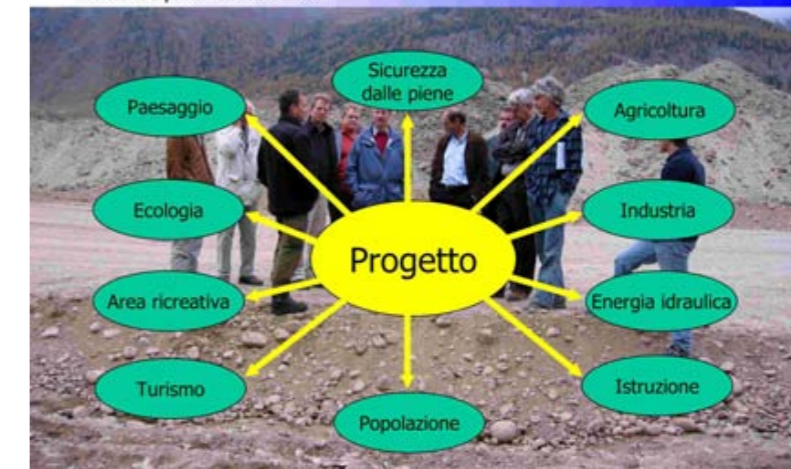 Sicurezza
dalle piene
Paesaggio
Agricoltura
Ecologia
Industria
Progetto
Area ricreativa
Energia idraulica
Turismo
Istruzione
Popolazione